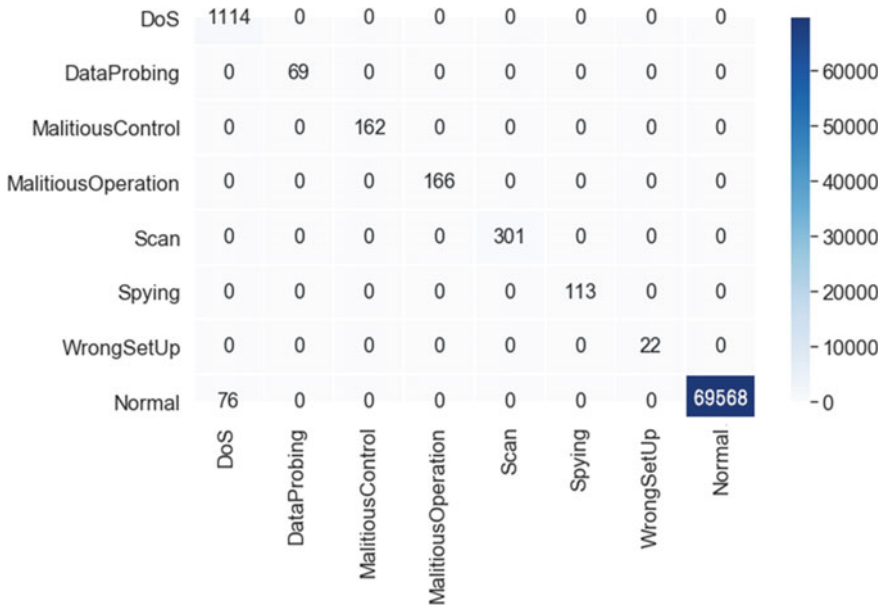 DoS 1114 0 0 0 0 0 0 0
DataProbing 0 69 0 0 0 0 0 0
MalitiousControl 0 0 162 0 0 0 0 0
MalitiousOperation 0 0 0 166 0 0 0 0
Scan 0 0 0 0 301 0 0 0
Spying 0 0 0 0 0 113 0 0
WrongSetUp 0 0 0 0 0 0 22 0
Normal 76 0 0 0 0 0 0 69568
DoS
DataProbing
MalitiousControl
MalitiousOperation
Scan
Spying
WrongSetUp
Normal
60000
50000
40000
30000
20000
10000
0